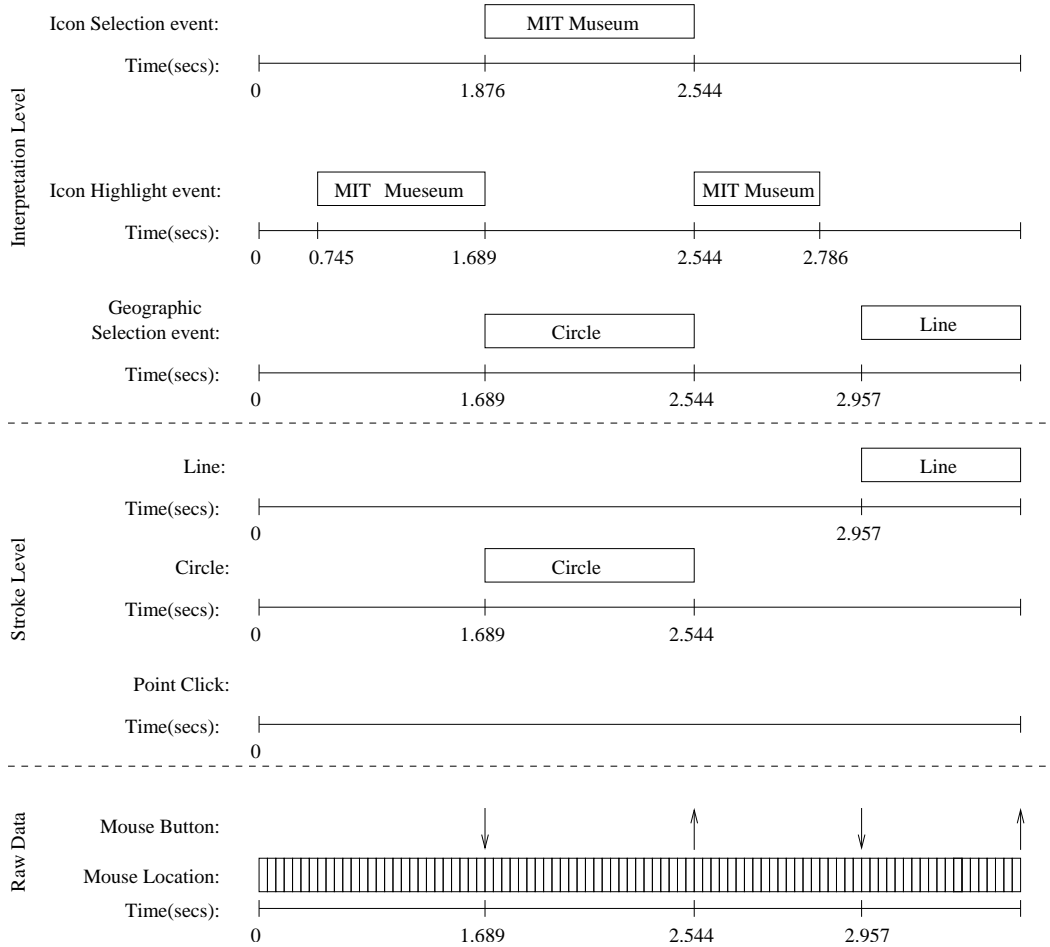 Icon Selection event: MIT Museum
Time(secs):
0 1.876 2.544
Interpretation Level
Icon Highlight event: MIT Mueseum MIT Museum
Time(secs):
0 0.745 1.689 2.544 2.786
Geographic
Selection event: Circle Line
Time(secs):
0 1.689 2.544 2.957
Line: Line
Time(secs):
0 2.957
Stroke Level
Circle: Circle
Time(secs):
0 1.689 2.544
Point Click:
Time(secs):
0
Raw Data
Mouse Button:
Mouse Location:
Time(secs):
0 1.689 2.544 2.957